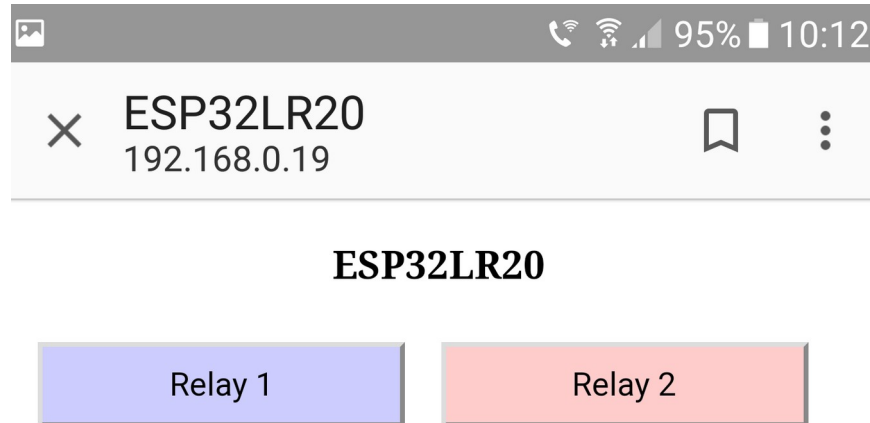 95% 10:12
ESP32LR20
192.168.0.19
ESP32LR20
Relay 1 Relay 2